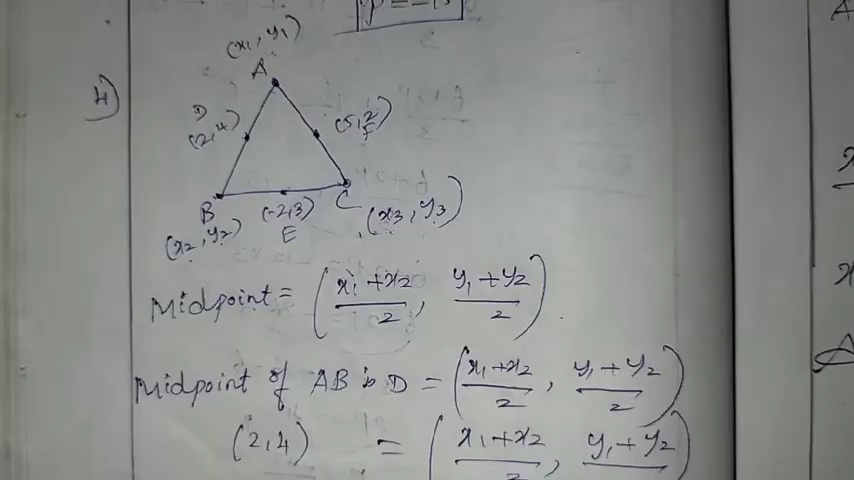 4)
(x₁, y₁)
A
D
(2,4)
(5,2)
F
B
(-2,3)
C
(x₂, y₂)
E
(x₃, y₃)
Midpoint = (x₁+x₂/2, y₁+y₂/2).
Midpoint of AB is D = (x₁+x₂/2, y₁+y₂/2)
(2,4) = (x₁+x₂/2, y₁+y₂/2)